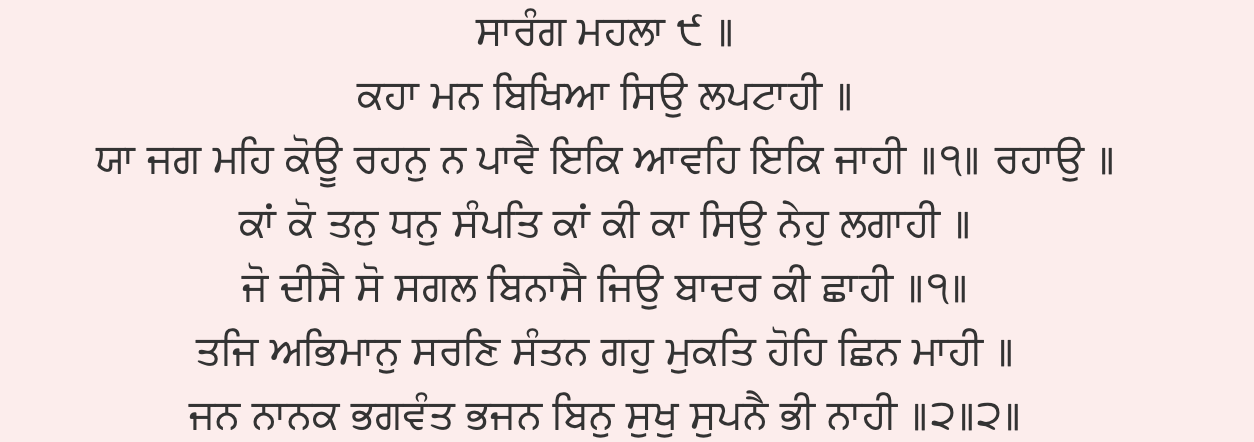 ਸਾਰੰਗ ਮਹਲਾ ੯ ॥
ਕਹਾ ਮਨ ਬਿਖਿਆ ਸਿਉ ਲਪਟਾਹੀ ॥
ਯਾ ਜਗ ਮਹਿ ਕੋਊ ਰਹਨੁ ਨ ਪਾਵੈ ਇਕਿ ਆਵਹਿ ਇਕਿ ਜਾਹੀ ॥੧॥ ਰਹਾਉ ॥
ਕਾਂ ਕੋ ਤਨੁ ਧਨੁ ਸੰਪਤਿ ਕਾਂ ਕੀ ਕਾ ਸਿਉ ਨੇਹੁ ਲਗਾਹੀ ॥
ਜੋ ਦੀਸੈ ਸੋ ਸਗਲ ਬਿਨਾਸੈ ਜਿਉ ਬਾਦਰ ਕੀ ਛਾਹੀ ॥੧॥
ਤਜਿ ਅਭਿਮਾਨੁ ਸਰਣਿ ਸੰਤਨ ਗਹੁ ਮੁਕਤਿ ਹੋਹਿ ਛਿਨ ਮਾਹੀ ॥
ਜਨ ਨਾਨਕ ਭਗਵੰਤ ਭਜਨ ਬਿਨੁ ਸੁਖੁ ਸੁਪਨੈ ਭੀ ਨਾਹੀ ॥੨॥੨॥